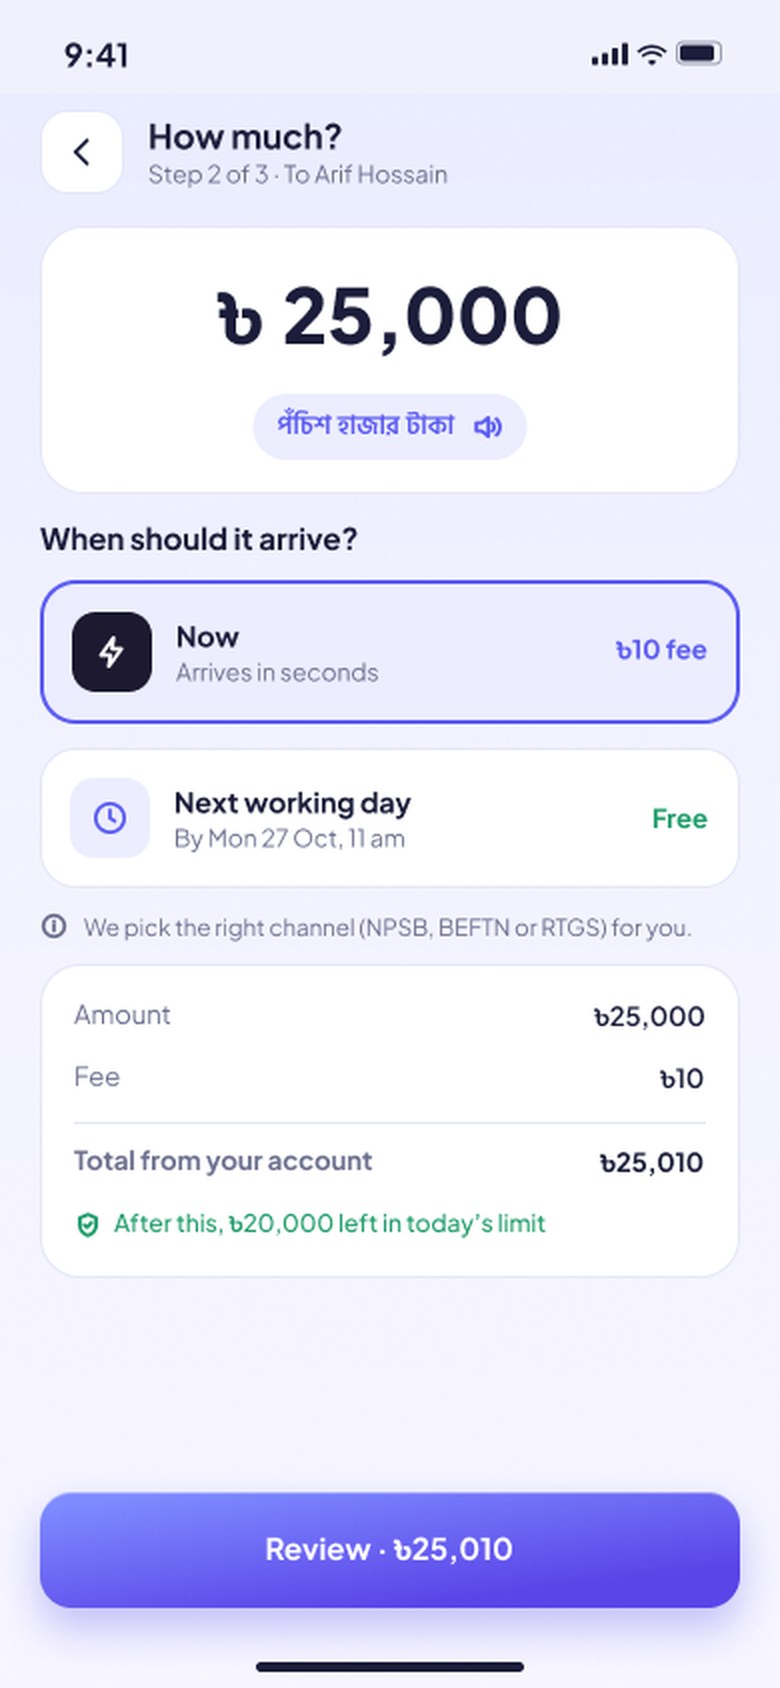 9:41
How much?
Step 2 of 3 · To Arif Hossain
৳ 25,000
পঁচিশ হাজার টাকা
When should it arrive?
Now
Arrives in seconds
৳10 fee
Next working day
By Mon 27 Oct, 11 am
Free
We pick the right channel (NPSB, BEFTN or RTGS) for you.
Amount ৳25,000
Fee ৳10
Total from your account ৳25,010
After this, ৳20,000 left in today’s limit
Review · ৳25,010